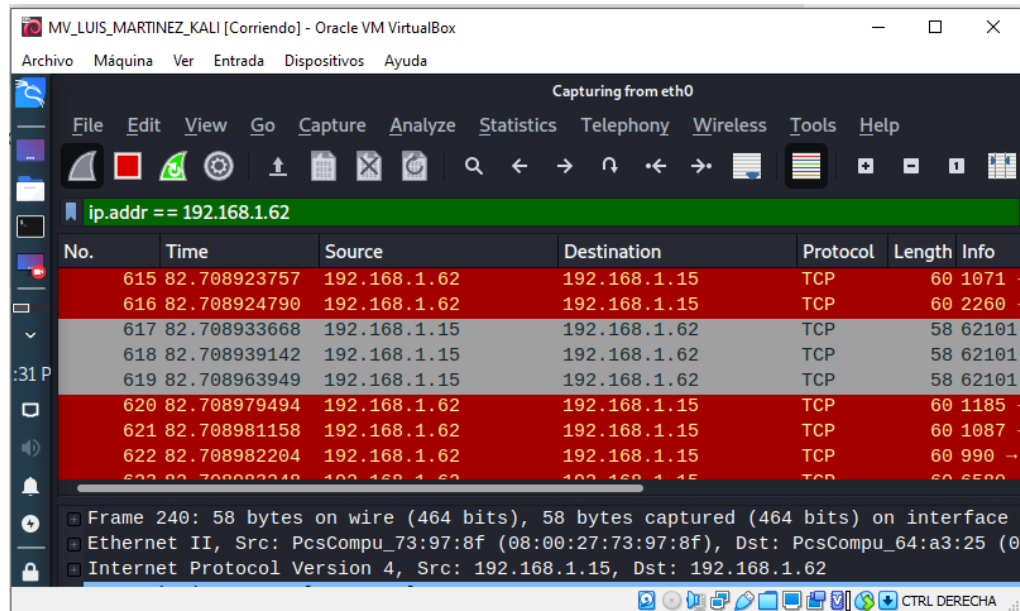 MV_LUIS_MARTINEZ_KALI [Corriendo] - Oracle VM VirtualBox
Archivo Máquina Ver Entrada Dispositivos Ayuda
Capturing from eth0
File Edit View Go Capture Analyze Statistics Telephony Wireless Tools Help
ip.addr == 192.168.1.62
No. Time Source Destination Protocol Length Info
615 82.708923757 192.168.1.62 192.168.1.15 TCP 60 1071
616 82.708924790 192.168.1.62 192.168.1.15 TCP 60 2260
617 82.708933668 192.168.1.15 192.168.1.62 TCP 58 62101
618 82.708939142 192.168.1.15 192.168.1.62 TCP 58 62101
619 82.708963949 192.168.1.15 192.168.1.62 TCP 58 62101
:31 P
620 82.708979494 192.168.1.62 192.168.1.15 TCP 60 1185
621 82.708981158 192.168.1.62 192.168.1.15 TCP 60 1087
622 82.708982204 192.168.1.62 192.168.1.15 TCP 60 990 →
Frame 240: 58 bytes on wire (464 bits), 58 bytes captured (464 bits) on interface
Ethernet II, Src: PcsCompu_73:97:8f (08:00:27:73:97:8f), Dst: PcsCompu_64:a3:25 (0
Internet Protocol Version 4, Src: 192.168.1.15, Dst: 192.168.1.62
CTRL DERECHA